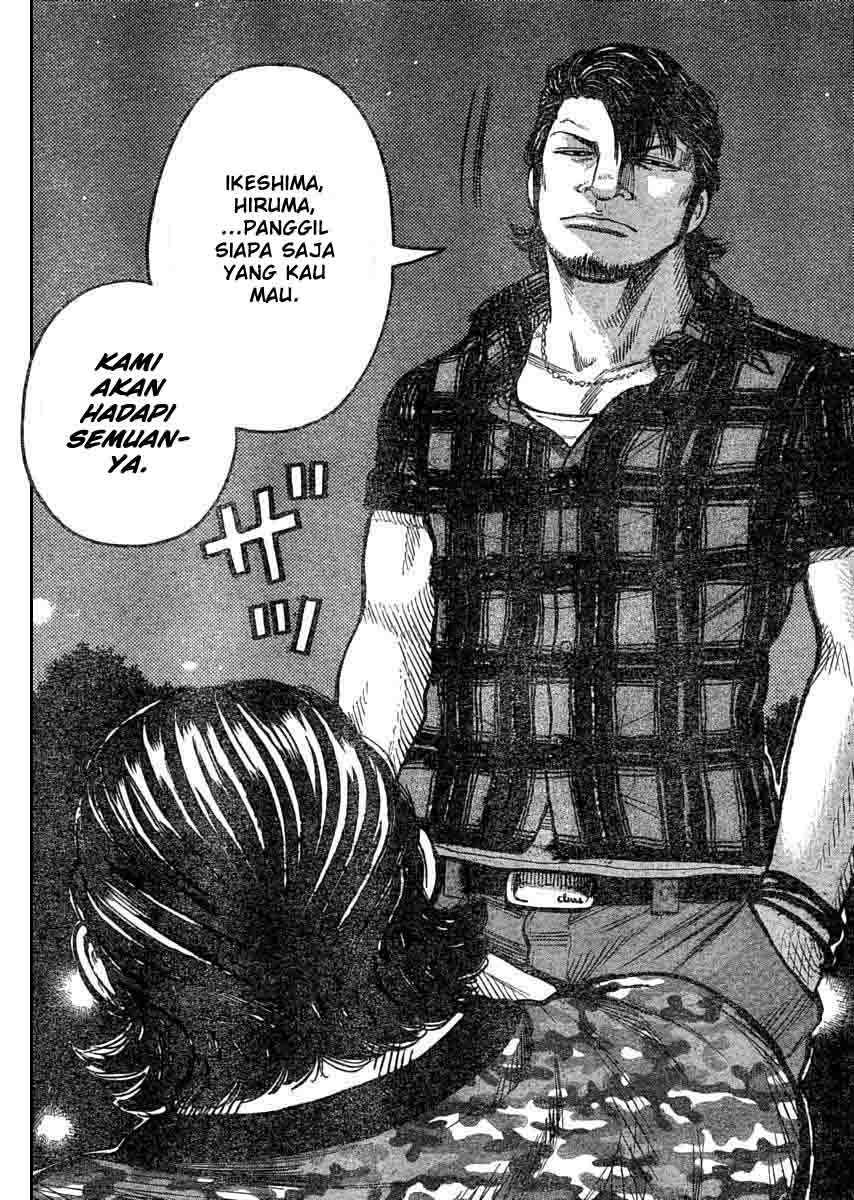 IKESHIMA,
HIRUMA,
...PANGGIL
SIAPA SAJA
YANG KAU
MAU.
KAMI
AKAN
HADAPI
SEMUAN-
YA.
ザッ